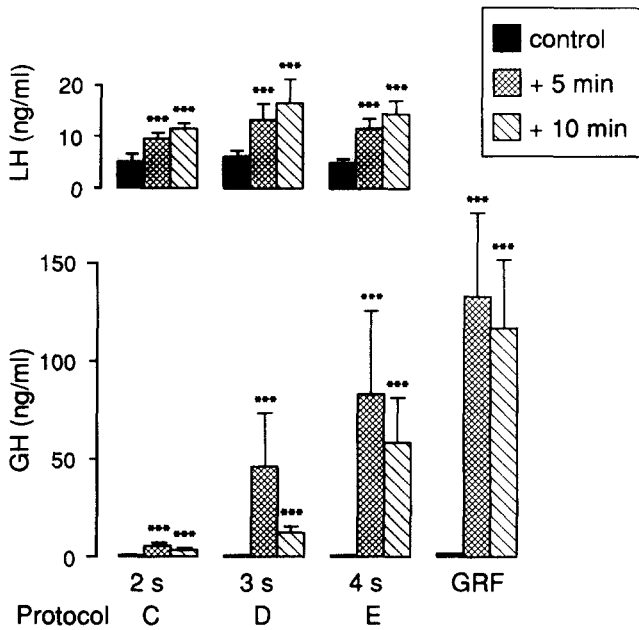 control
+ 5 min
+ 10 min
LH (ng/ml)
20
10
0
*** ***
*** ***
*** ***
GH (ng/ml)
150
100
50
0
*** ***
*** ***
*** ***
*** ***
2 s 3 s 4 s GRF
Protocol C D E